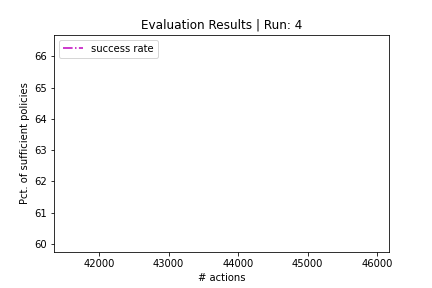 Evaluation Results | Run: 4
success rate
Pct. of sufficient policies
66
65
64
63
62
61
60
42000 43000 44000 45000 46000
# actions